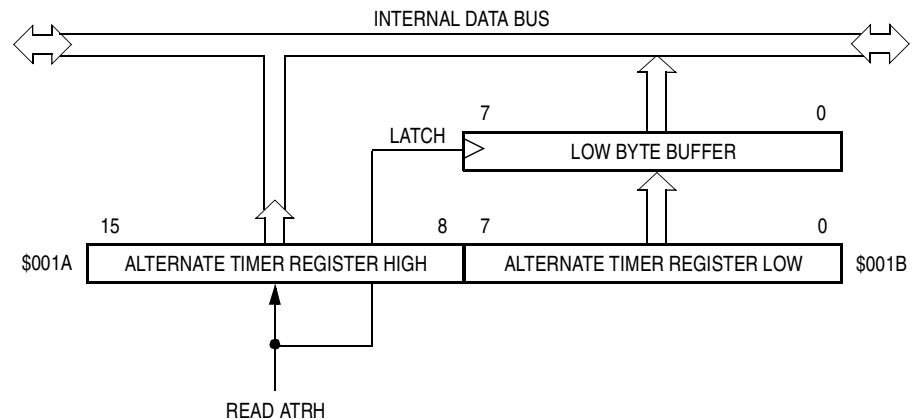 INTERNAL DATA BUS
7 0
LATCH
LOW BYTE BUFFER
15 8 7 0
$001A ALTERNATE TIMER REGISTER HIGH ALTERNATE TIMER REGISTER LOW $001B
READ ATRH